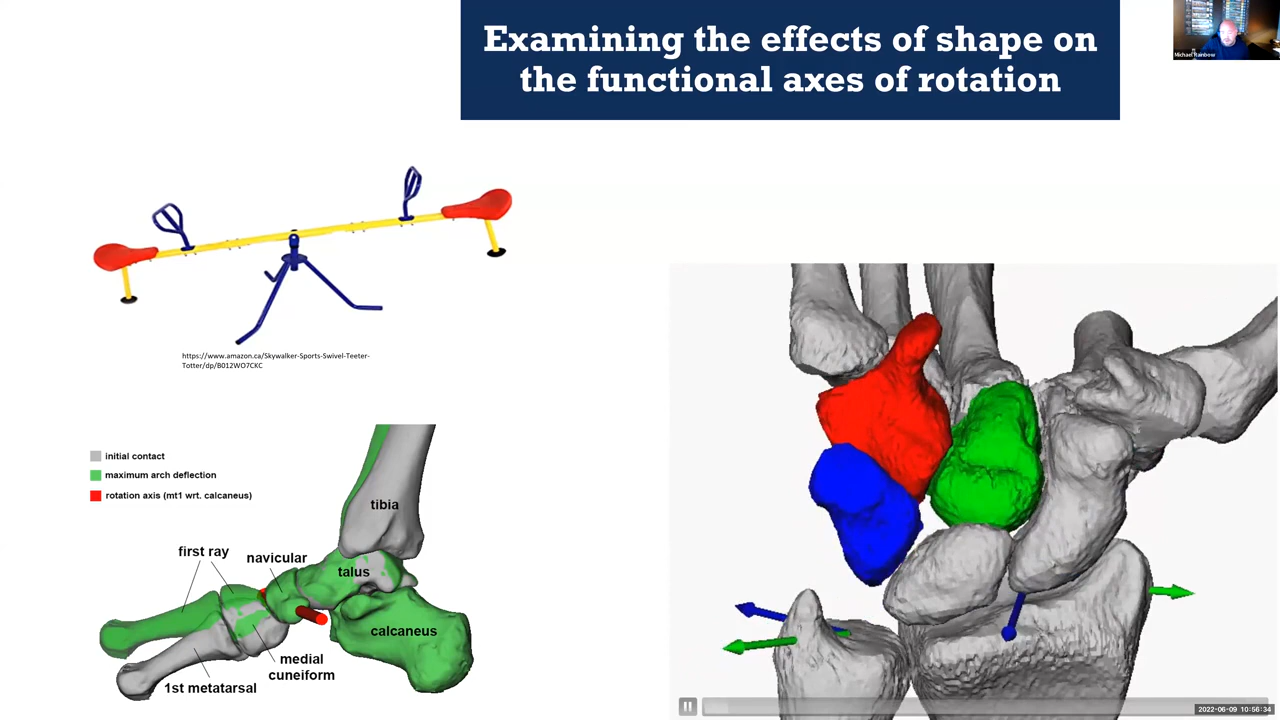 Examining the effects of shape on
the functional axes of rotation
Michael Rainbow
https://www.amazon.ca/Skywalker-Sports-Swivel-Teeter-
Totter/dp/B012WO7CKC
initial contact
maximum arch deflection
rotation axis (mt1 wrt. calcaneus)
tibia
first ray
navicular
talus
calcaneus
medial
cuneiform
1st metatarsal
2022-06-09 10:56:34